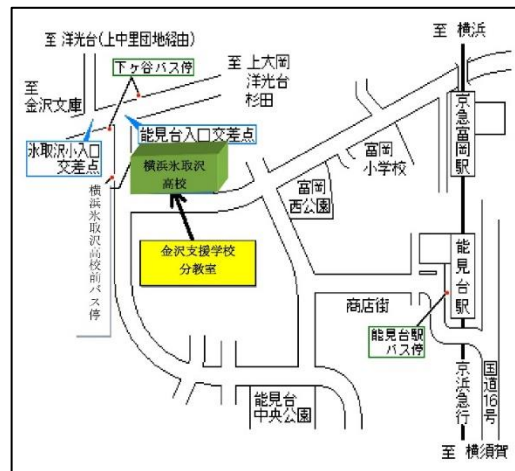 至 洋光台(上中里団地経由)
下ヶ谷バス停
至 横浜
至
金沢文庫
至 上大岡
洋光台
杉田
氷取沢小入口
交差点
能見台入口交差点
横浜氷取沢
高校
横浜氷取沢高校前バス停
金沢支援学校
分教室
富岡
小学校
富岡
西公園
京急富岡駅
能見台駅
商店街
能見台駅
バス停
能見台
中央公園
京浜急行
国道16号
至 横須賀